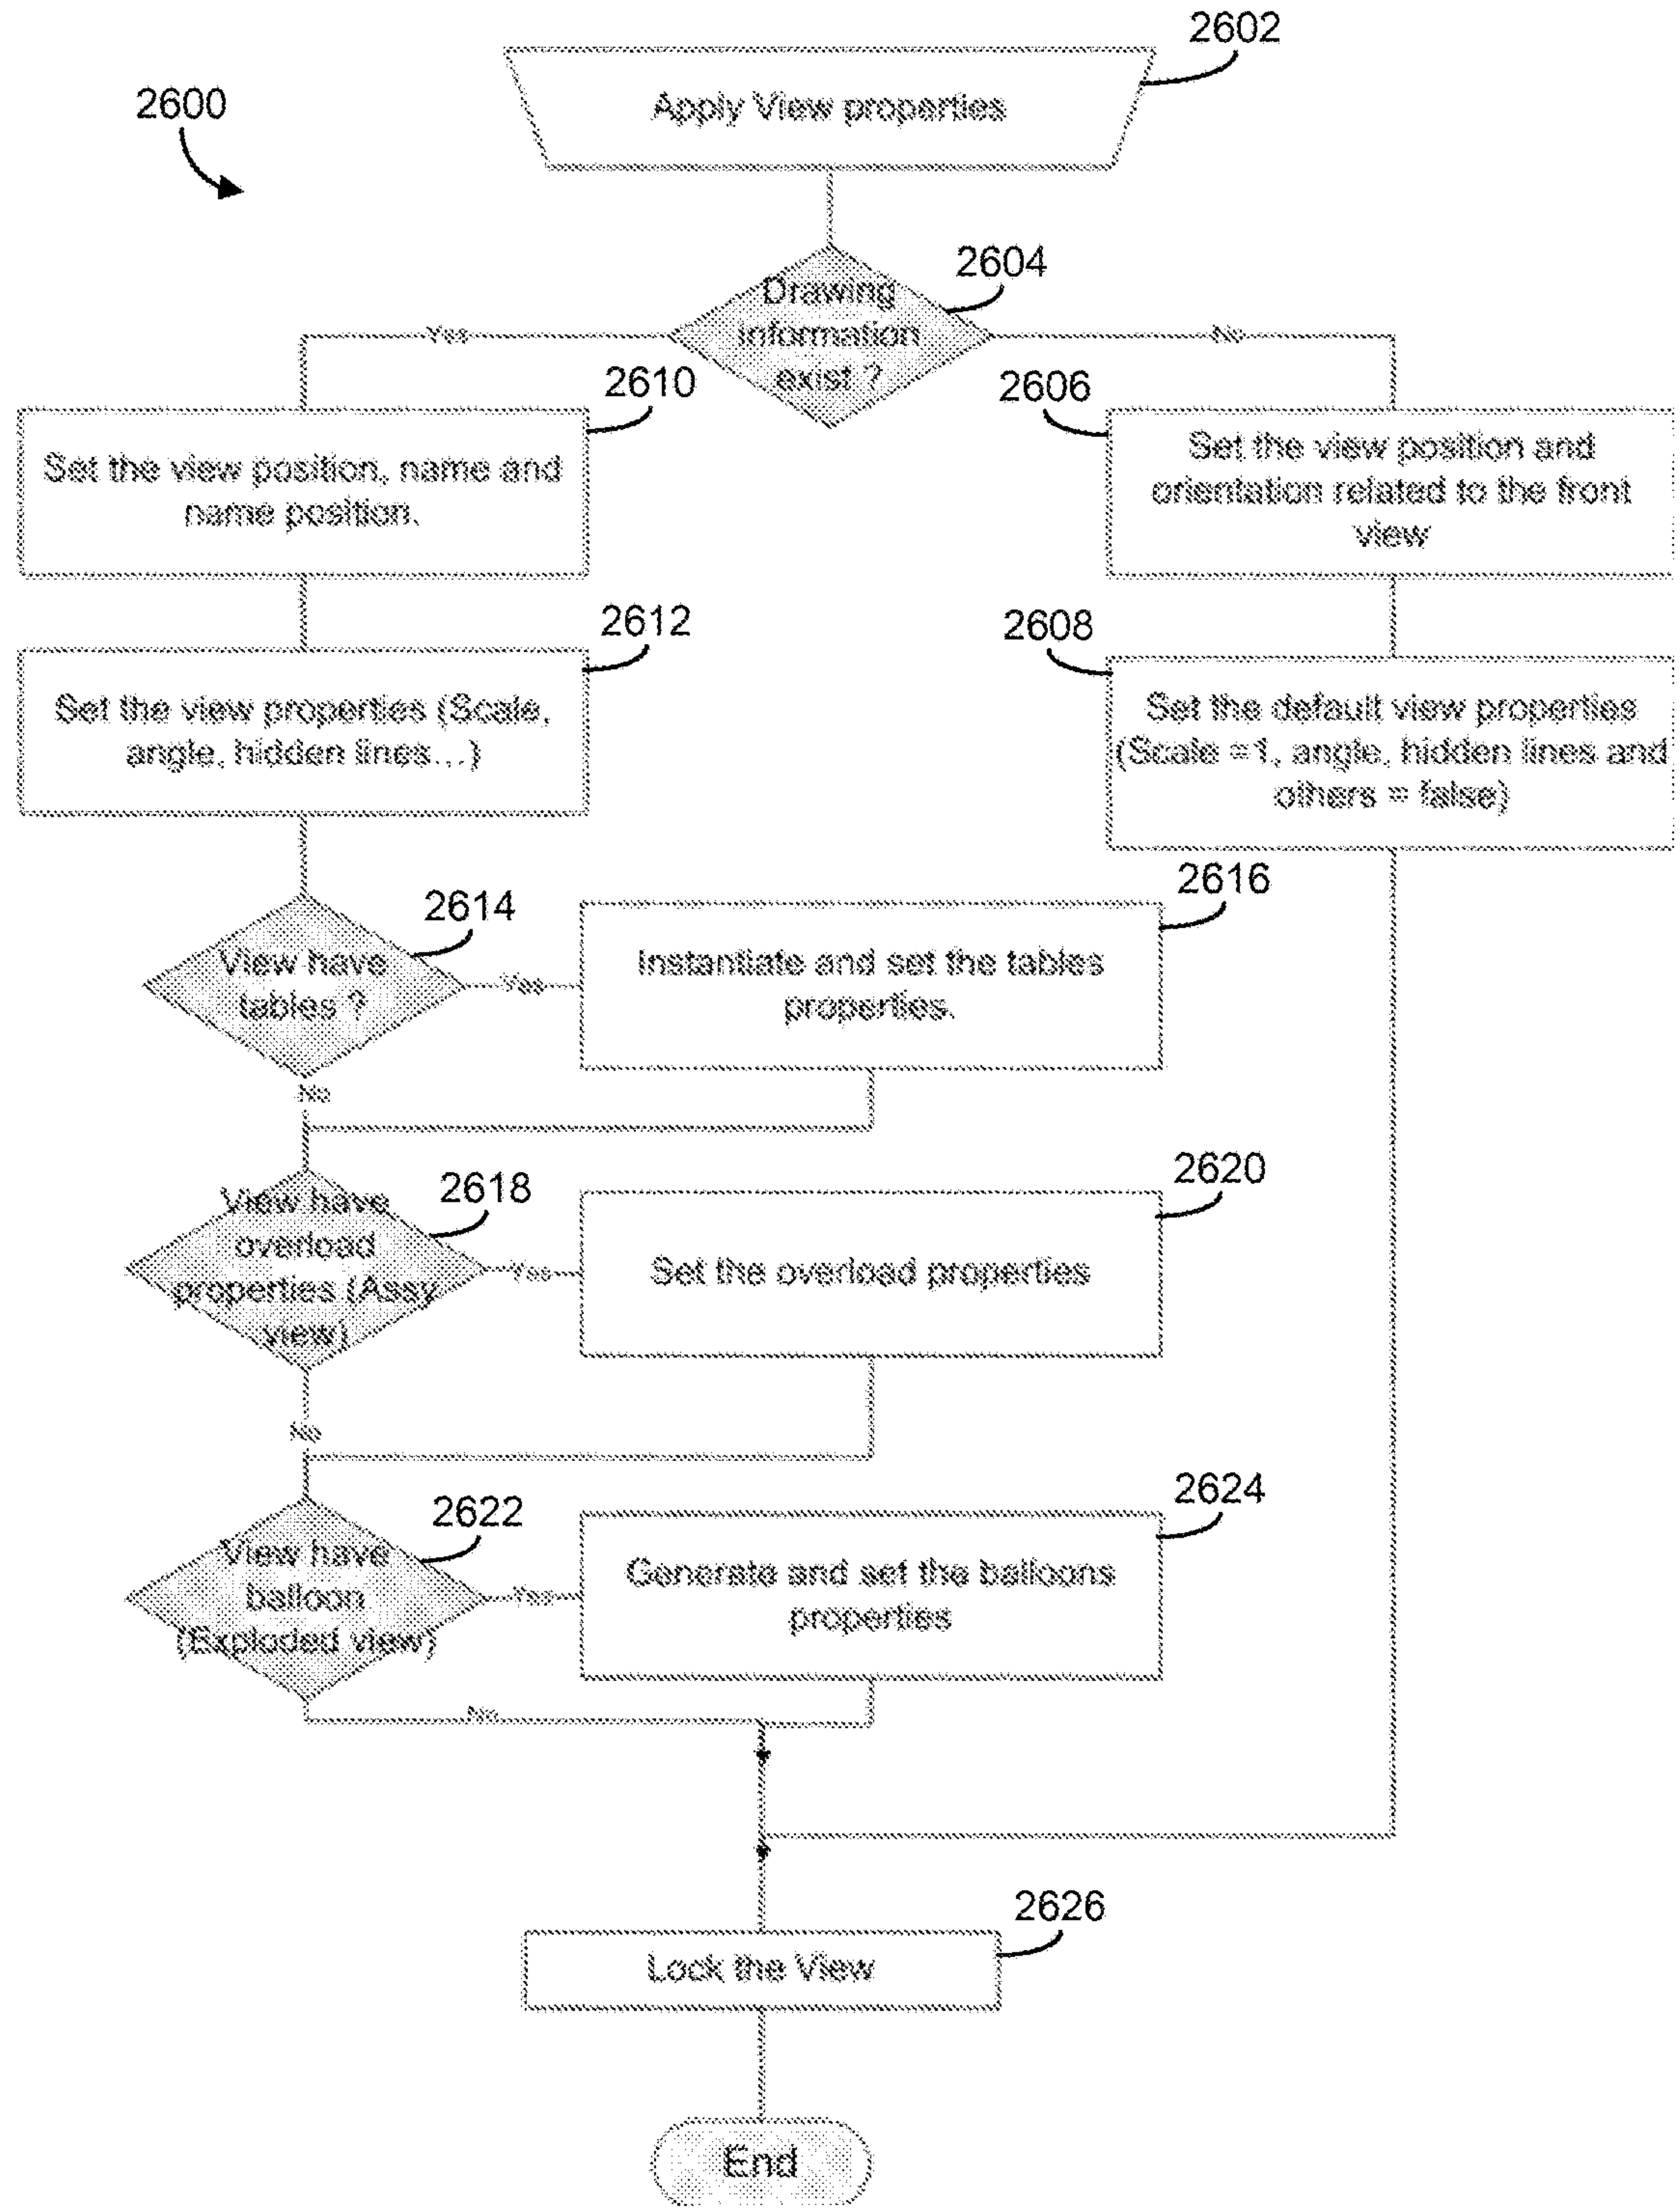 2602
Apply View properties
2600
2604
Drawing
information
exist ?
Yes
No
2610
Set the view position, name and
name position.
2606
Set the view position and
orientation related to the front
view
2612
Set the view properties (Scale,
angle, hidden lines...)
2608
Set the default view properties
(Scale =1, angle, hidden lines and
others = false)
2614
View have
tables ?
Yes
No
2616
Instantiate and set the tables
properties.
2618
View have
overload
properties (Assy
view)
Yes
No
2620
Set the overload properties
2622
View have
balloon
(Exploded view)
Yes
No
2624
Generate and set the balloons
properties
2626
Lock the View
End